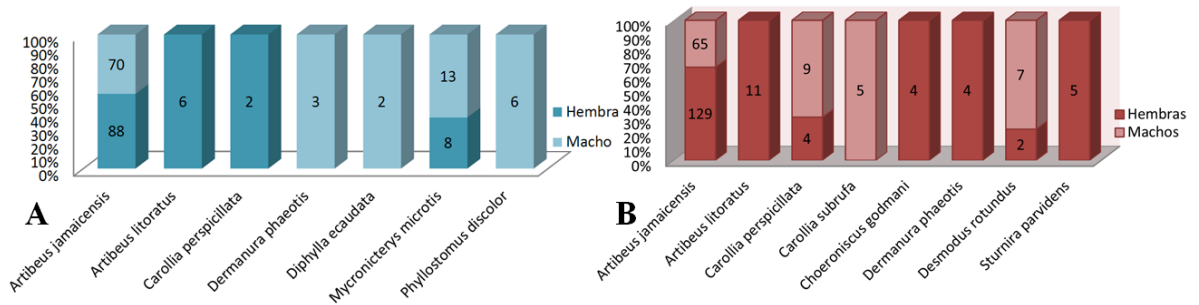 100%
90%
80%
70%
60%
50%
40%
30%
20%
10%
0%
70
88
6
2
3
2
13
8
6
Hembra
Macho
A
Artibeus jamaicensis
Artibeus litoratus
Carollia perspicillata
Dermanura phaeotis
Diphylla ecaudata
Mycronicterys microtis
Phyllostomus discolor
100%
90%
80%
70%
60%
50%
40%
30%
20%
10%
0%
65
129
11
9
4
5
4
4
7
2
5
Hembras
Machos
B
Artibeus jamaicensis
Artibeus litoratus
Carollia perspicillata
Carollia subrufa
Choeroniscus godmani
Dermanura phaeotis
Desmodus rotundus
Sturnira parvidens